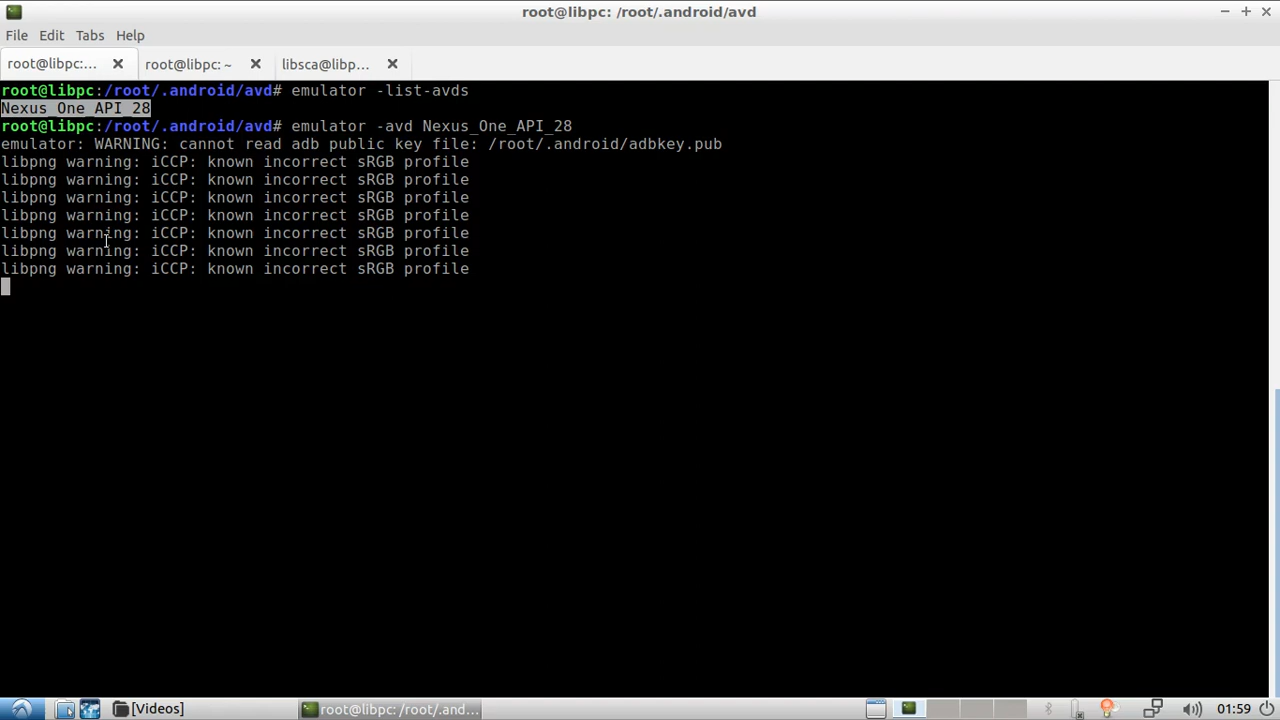 root@libpc: /root/.android/avd
File Edit Tabs Help
root@libpc:... root@libpc: ~ libsca@libp...
root@libpc:/root/.android/avd# emulator -list-avds
Nexus_One_API_28
root@libpc:/root/.android/avd# emulator -avd Nexus_One_API_28
emulator: WARNING: cannot read adb public key file: /root/.android/adbkey.pub
libpng warning: iCCP: known incorrect sRGB profile
libpng warning: iCCP: known incorrect sRGB profile
libpng warning: iCCP: known incorrect sRGB profile
libpng warning: iCCP: known incorrect sRGB profile
libpng warning: iCCP: known incorrect sRGB profile
libpng warning: iCCP: known incorrect sRGB profile
libpng warning: iCCP: known incorrect sRGB profile
[Videos] root@libpc: /root/.and... 01:59